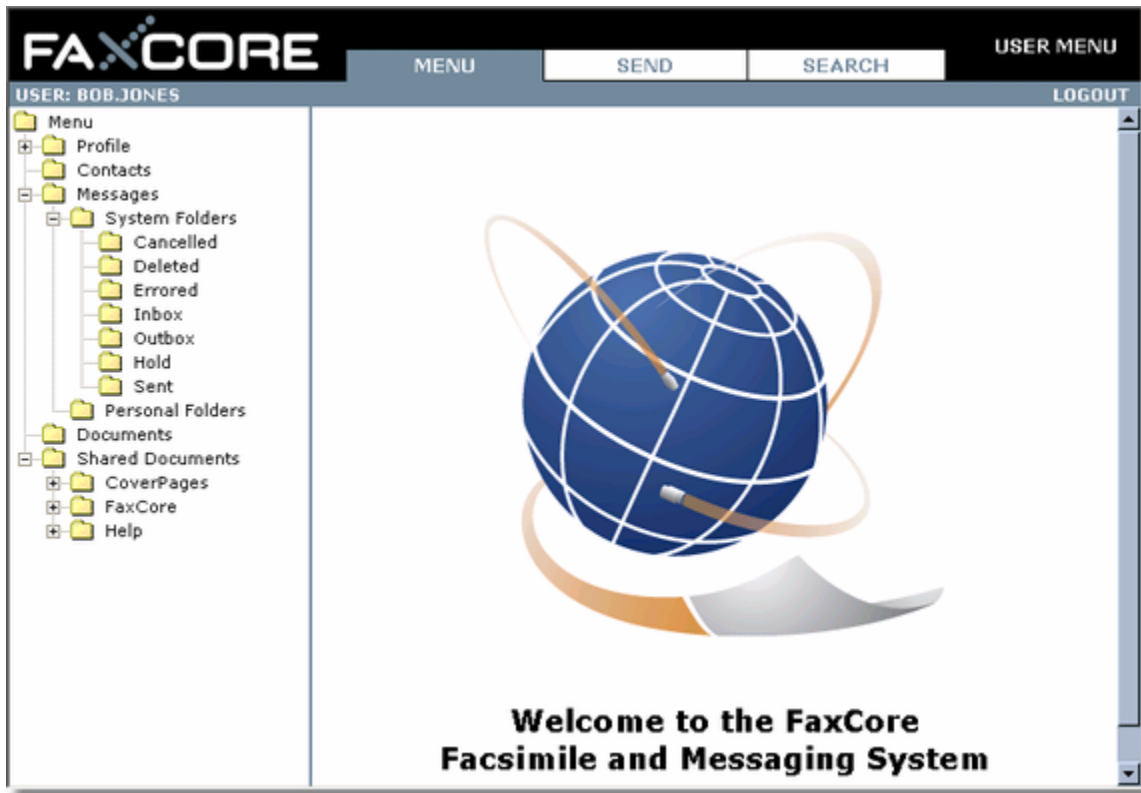 FAXCORE
USER MENU
MENU
SEND
SEARCH
USER: BOB.JONES
LOGOUT
Menu
Profile
Contacts
Messages
System Folders
Cancelled
Deleted
Errored
Inbox
Outbox
Hold
Sent
Personal Folders
Documents
Shared Documents
CoverPages
FaxCore
Help
Welcome to the FaxCore
Facsimile and Messaging System